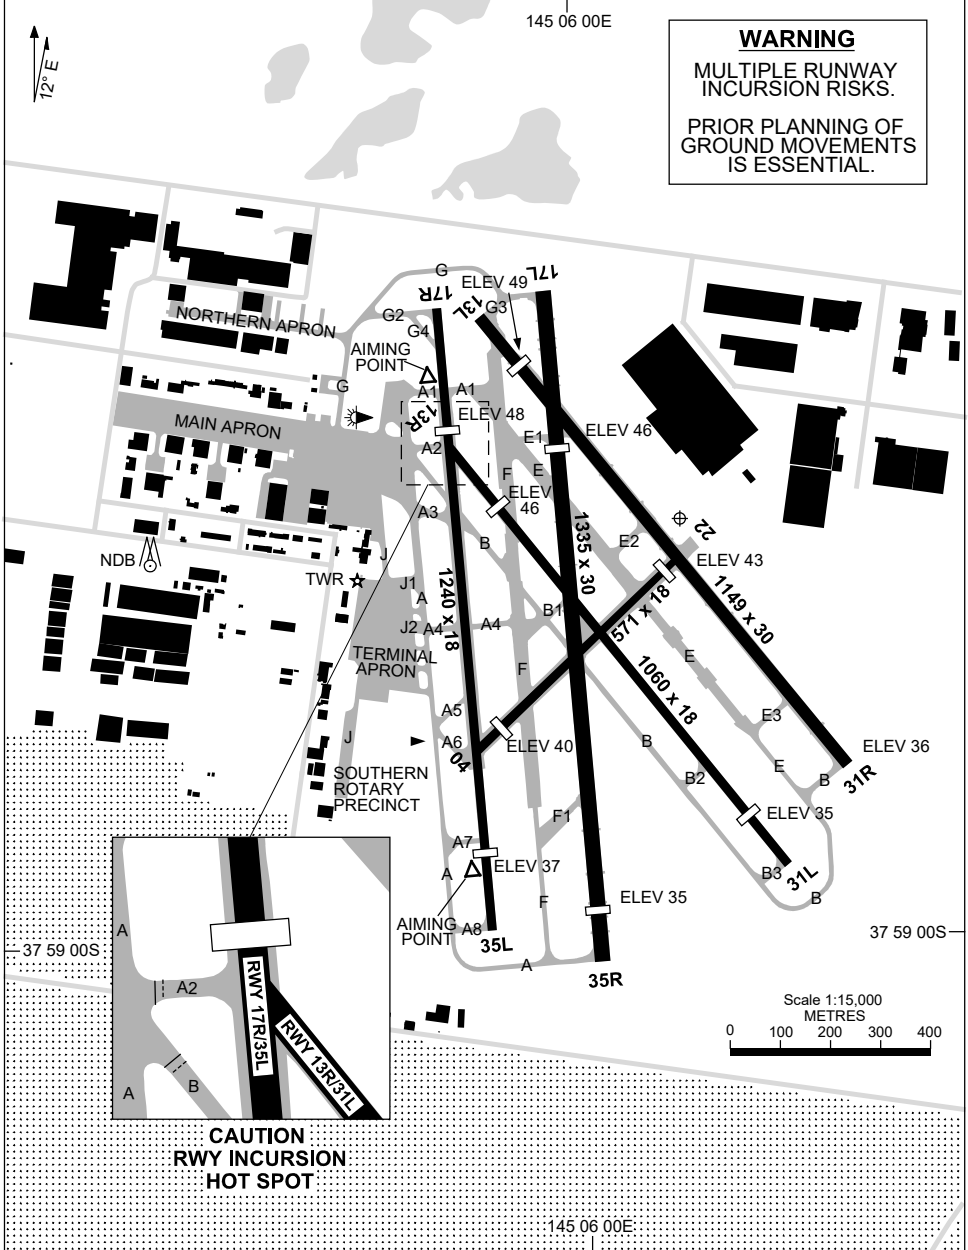 145 06 00E
WARNING
MULTIPLE RUNWAY
INCURSION RISKS.
PRIOR PLANNING OF
GROUND MOVEMENTS
IS ESSENTIAL.
12° E
G
17L
ELEV 49
17R
13L
G3
G2
NORTHERN APRON
G4
AIMING
POINT
G
A1
A1
13R
ELEV 48
MAIN APRON
ELEV 46
E1
A2
F
E
ELEV
46
A3
22
1335 x 30
E2
B
J
NDB
ELEV 43
TWR
J1
1240 x 18
1149 x 30
A
B1
571 x 18
J2
A4
A4
TERMINAL
APRON
E
F
1060 x 18
A5
E3
J
A6
04
ELEV 40
B
ELEV 36
E
SOUTHERN
ROTARY
PRECINCT
B2
B
31R
F1
ELEV 35
A7
ELEV 37
A
B3
31L
B
AIMING
POINT
A8
F
ELEV 35
35L
A
35R
A
37 59 00S
37 59 00S
A2
RWY 17R/35L
RWY 13R/31L
A
B
Scale 1:15,000
METRES
0 100 200 300 400
CAUTION
RWY INCURSION
HOT SPOT
145 06 00E